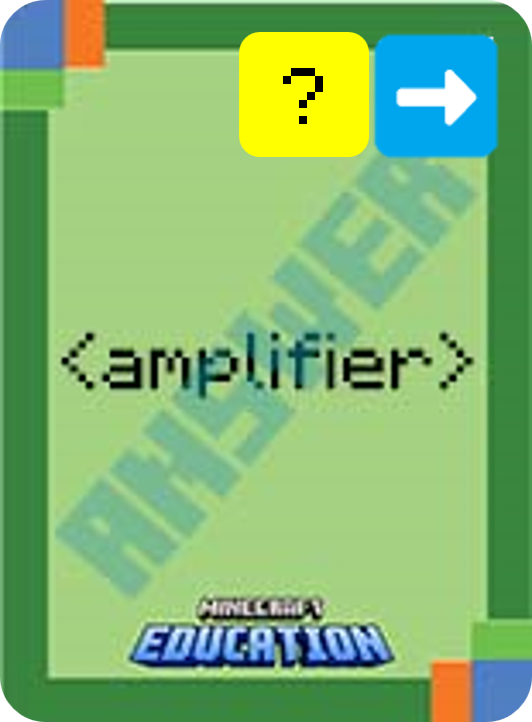 ?
ANSWER
<amplifier>
MINECRAFT
EDUCATION